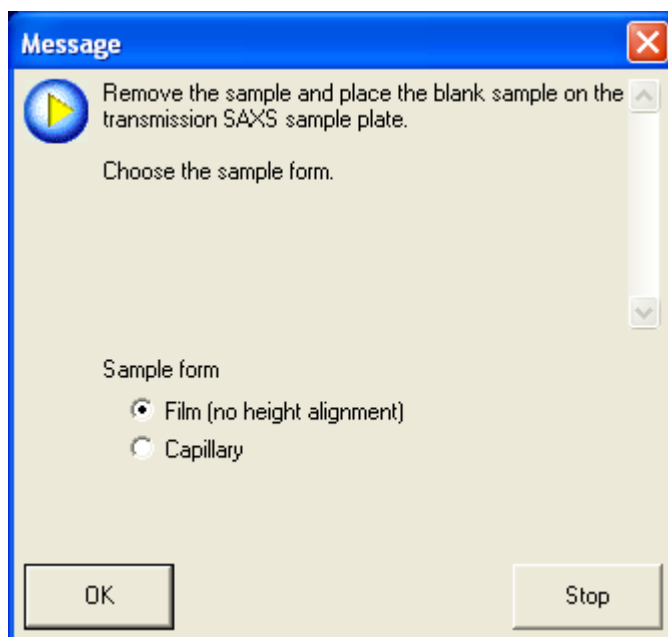 Message
Remove the sample and place the blank sample on the
transmission SAXS sample plate.
Choose the sample form.
Sample form
Film (no height alignment)
Capillary
OK
Stop